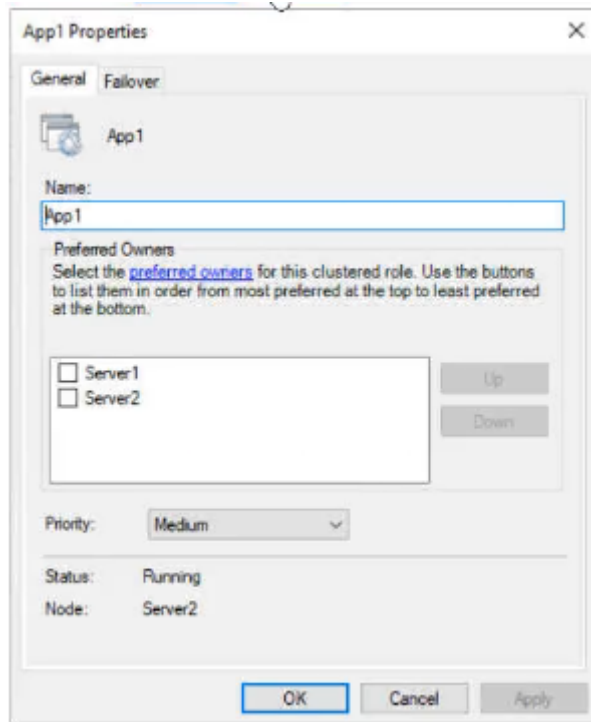 App1 Properties
General Failover
App1
Name:
App1
Preferred Owners
Select the preferred owners for this clustered role. Use the buttons
to list them in order from most preferred at the top to least preferred
at the bottom.
Server1
Up
Server2
Down
Priority: Medium
Status: Running
Node: Server2
OK Cancel Apply